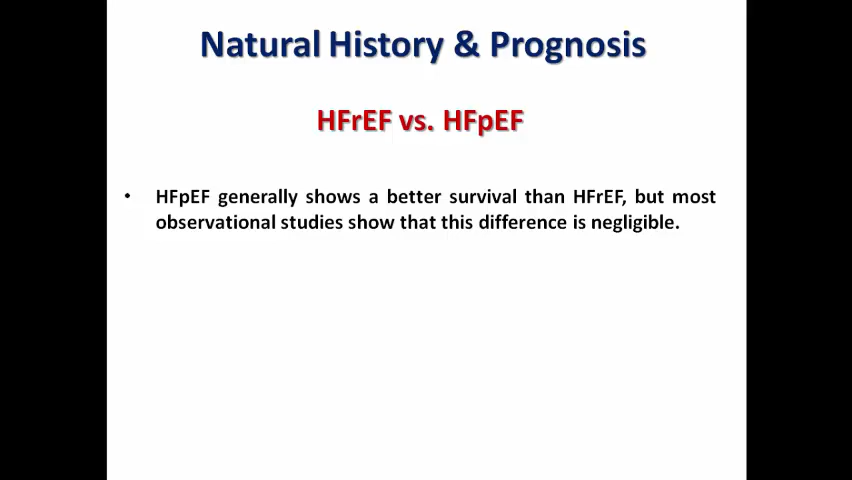 Natural History & Prognosis
HFrEF vs. HFpEF
• HFpEF generally shows a better survival than HFrEF, but most
observational studies show that this difference is negligible.